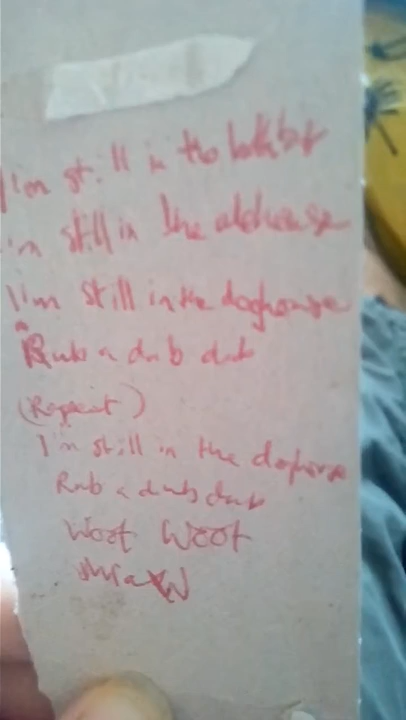 I'm still in the
I'm still in the
I'm still in the doghouse
Rub a dub dub
(Repeat)
I'm still in the doghouse
Rub a dub dub
Woof Woof